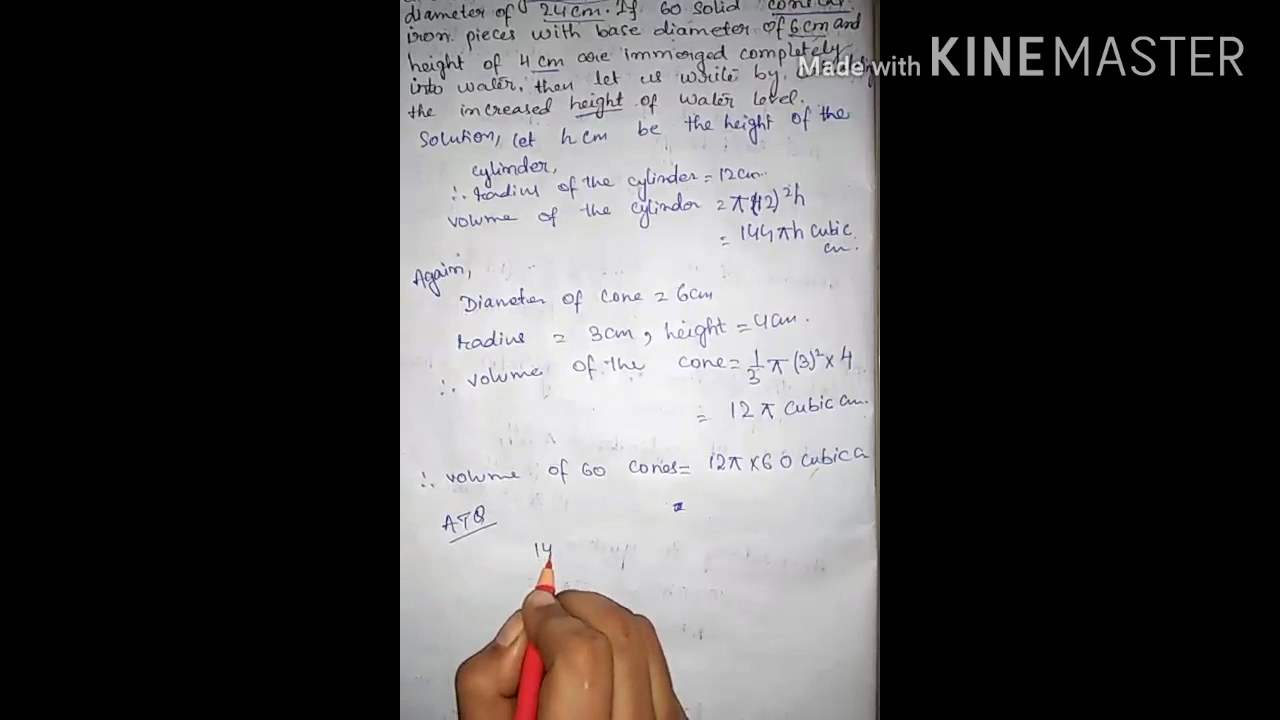 diameter of 24cm. If 60 solid conical
iron pieces with base diameter of 6cm and
height of 4 cm are immerged completely
into water, then let us write by
the increased height of water level.
Made with KINEMASTER
Solution, let h cm be the height of the
cylinder,
∴ radius of the cylinder = 12cm.
volume of the cylinder = π(12)²h
= 144πh cubic
cm.
Again,
Diameter of cone = 6cm
radius = 3cm, height = 4cm.
∴ volume of the cone = 1/3 π (3)² × 4
= 12π cubic cm.
∴ volume of 60 cones = 12π × 60 cubic c
ATQ
14